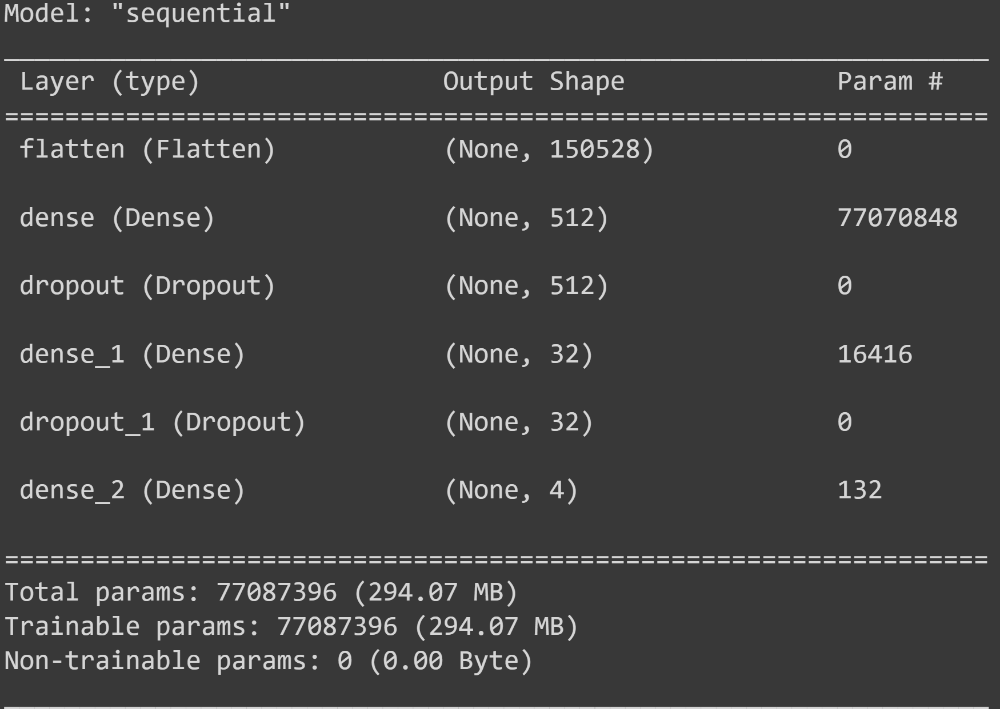 Model: "sequential"
_________________________________________________________________
Layer (type) Output Shape Param #
=================================================================
flatten (Flatten) (None, 150528) 0
dense (Dense) (None, 512) 77070848
dropout (Dropout) (None, 512) 0
dense_1 (Dense) (None, 32) 16416
dropout_1 (Dropout) (None, 32) 0
dense_2 (Dense) (None, 4) 132
=================================================================
Total params: 77087396 (294.07 MB)
Trainable params: 77087396 (294.07 MB)
Non-trainable params: 0 (0.00 Byte)
_________________________________________________________________